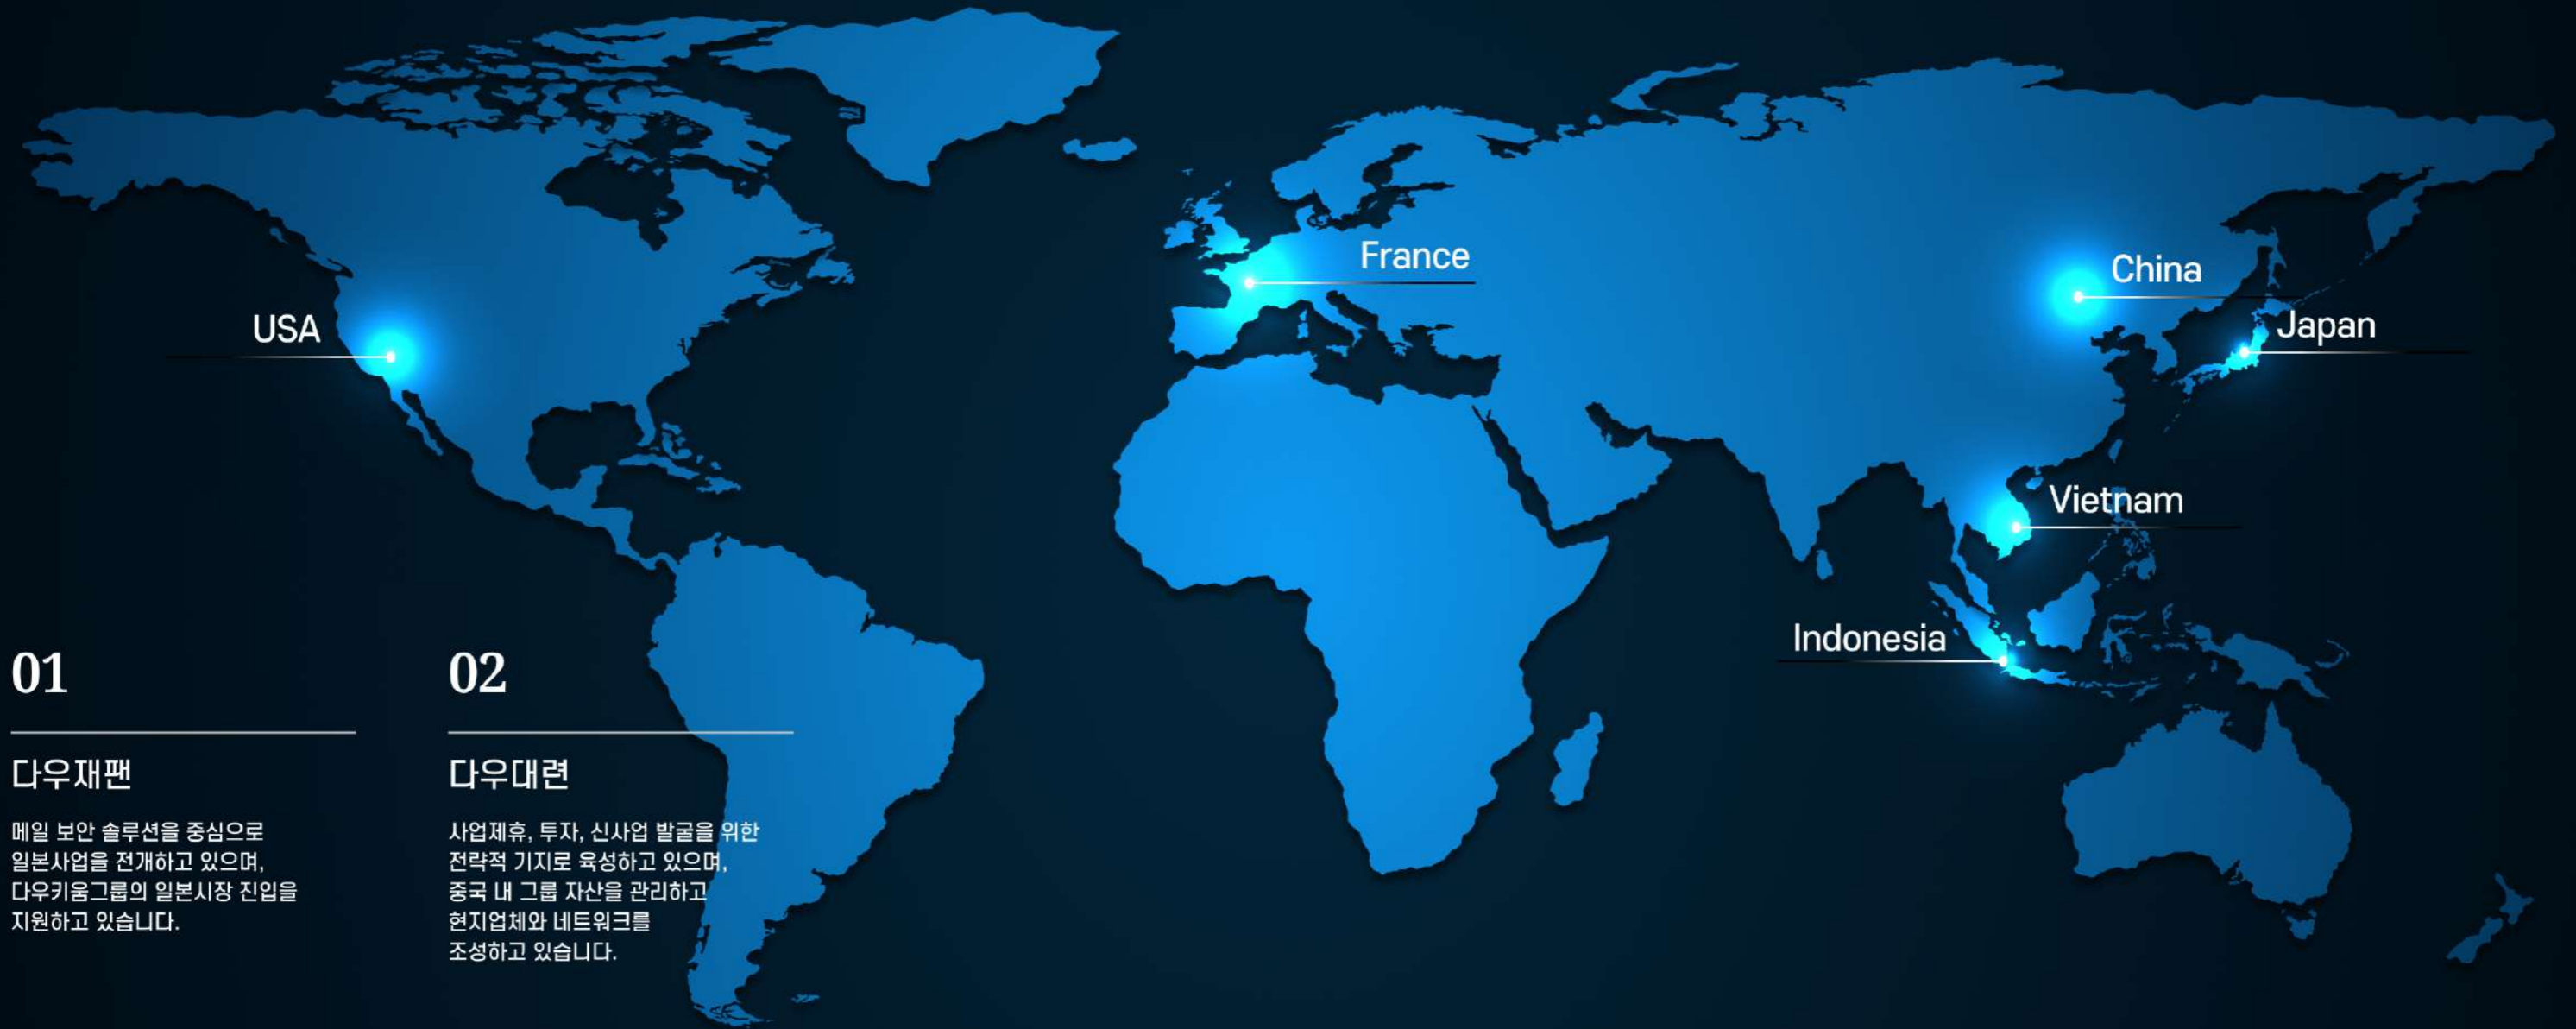 France
China
USA
Japan
Vietnam
Indonesia
01
다우재팬
메일 보안 솔루션을 중심으로
일본사업을 전개하고 있으며,
다우키움그룹의 일본시장 진입을
지원하고 있습니다.
02
다우대련
사업제휴, 투자, 신사업 발굴을 위한
전략적 기지로 육성하고 있으며,
중국 내 그룹 자산을 관리하고
현지업체와 네트워크를
조성하고 있습니다.